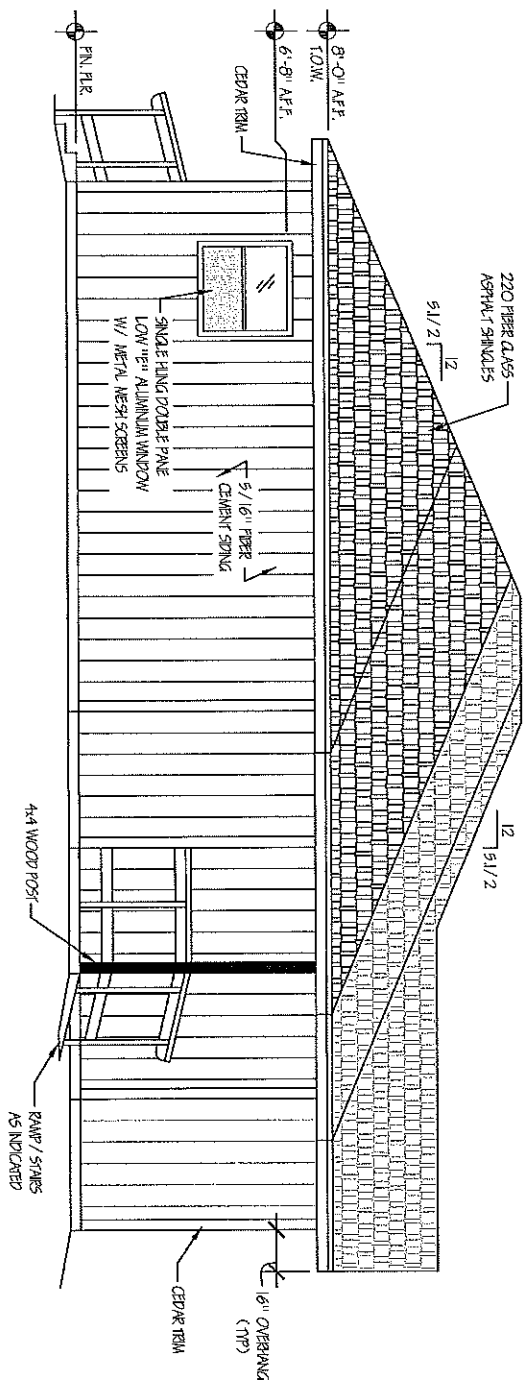 8'-0" A.F.F.
T.O.W.
6'-8" A.F.F.
FIN. FLR.
CEDAR TRIM
220 FIBER GLASS
ASPHALT SHINGLES
12
5.1/2
12
5.1/2
SINGLE HUNG DOUBLE PANE
LOW "E" ALUMINUM WINDOW
W/ METAL MESH SCREENS
5/16" FIBER
CEMENT SIDING
4x4 WOOD POST
RAMP / STAIRS
AS INDICATED
CEDAR TRIM
16" OVERHANG
(TYP)